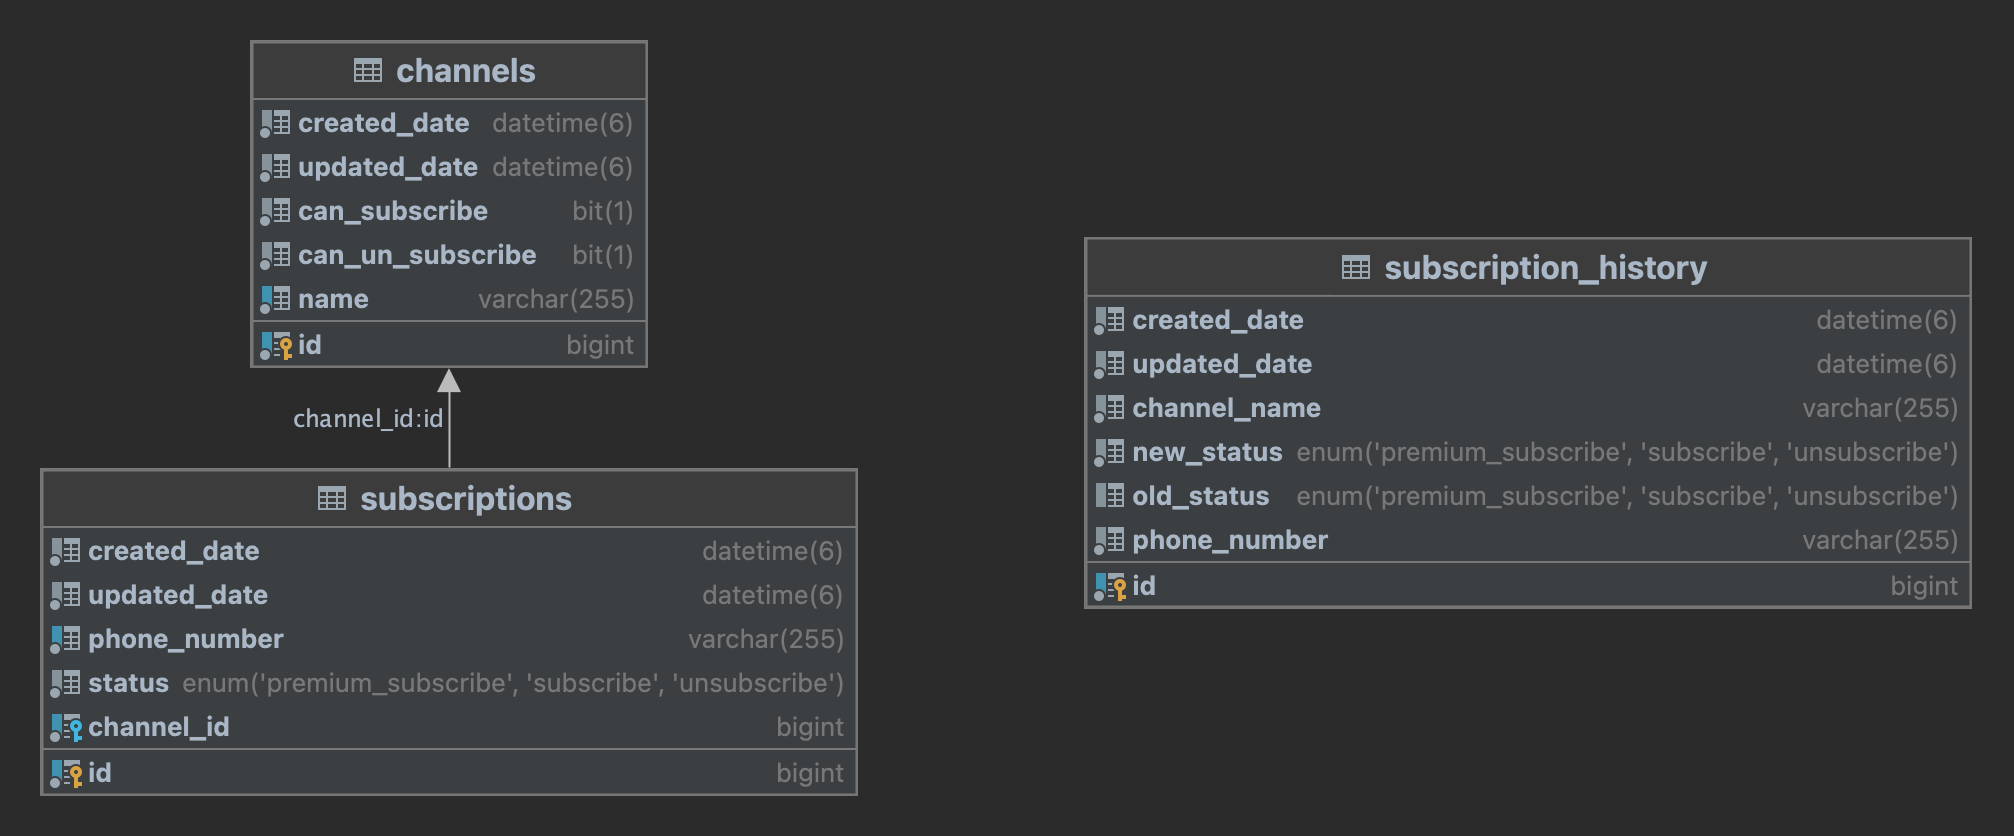 channels
created_date datetime(6)
updated_date datetime(6)
can_subscribe bit(1)
can_un_subscribe bit(1)
name varchar(255)
id bigint
channel_id:id
subscriptions
created_date datetime(6)
updated_date datetime(6)
phone_number varchar(255)
status enum('premium_subscribe', 'subscribe', 'unsubscribe')
channel_id bigint
id bigint
subscription_history
created_date datetime(6)
updated_date datetime(6)
channel_name varchar(255)
new_status enum('premium_subscribe', 'subscribe', 'unsubscribe')
old_status enum('premium_subscribe', 'subscribe', 'unsubscribe')
phone_number varchar(255)
id bigint